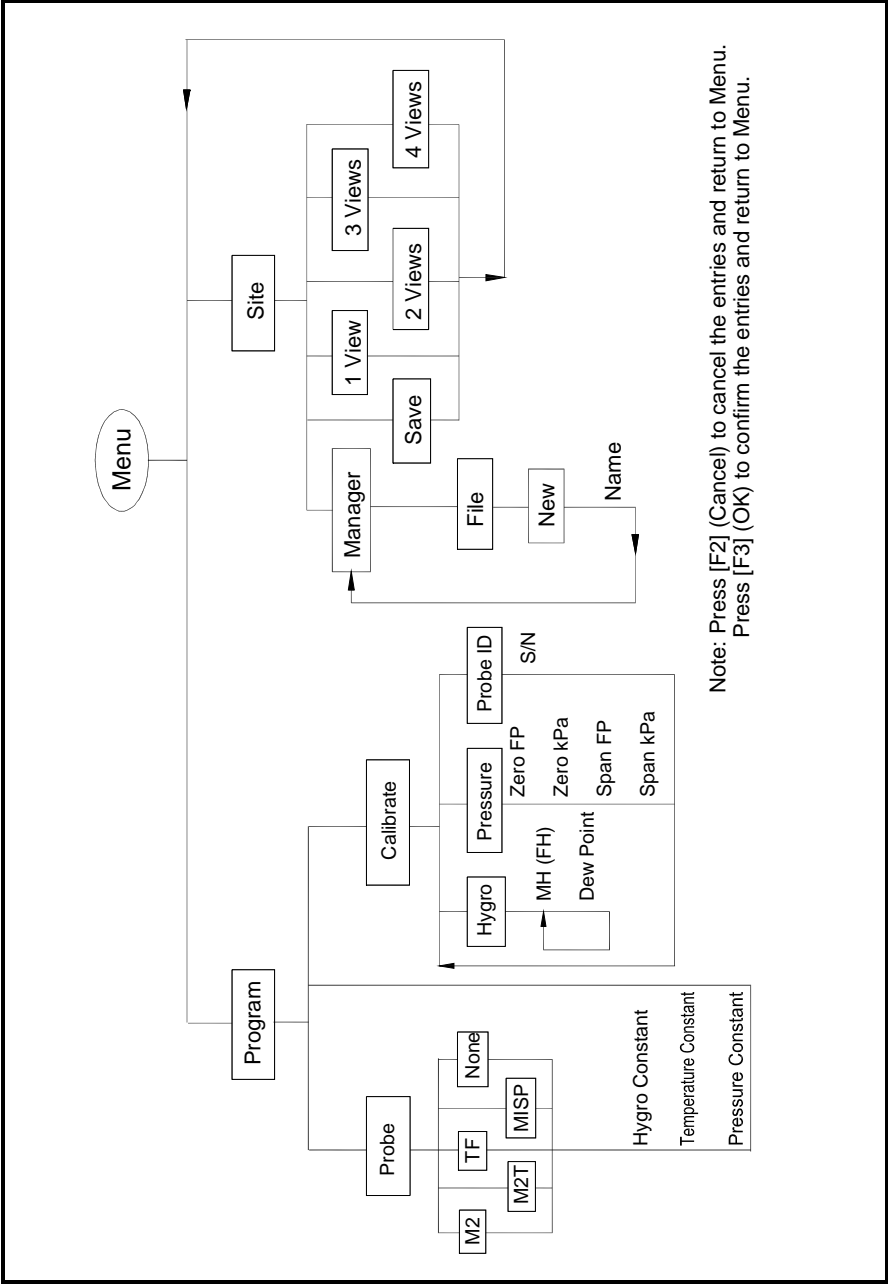 Menu
Program
Site
Probe
Calibrate
Manager
Save
1 View
2 Views
3 Views
4 Views
M2
M2T
TF
MISP
None
Hygro
Pressure
Probe ID
File
New
Name
MH (FH)
Dew Point
Zero FP
Zero kPa
Span FP
Span kPa
S/N
Hygro Constant
Temperature Constant
Pressure Constant
Note: Press [F2] (Cancel) to cancel the entries and return to Menu.
Press [F3] (OK) to confirm the entries and return to Menu.